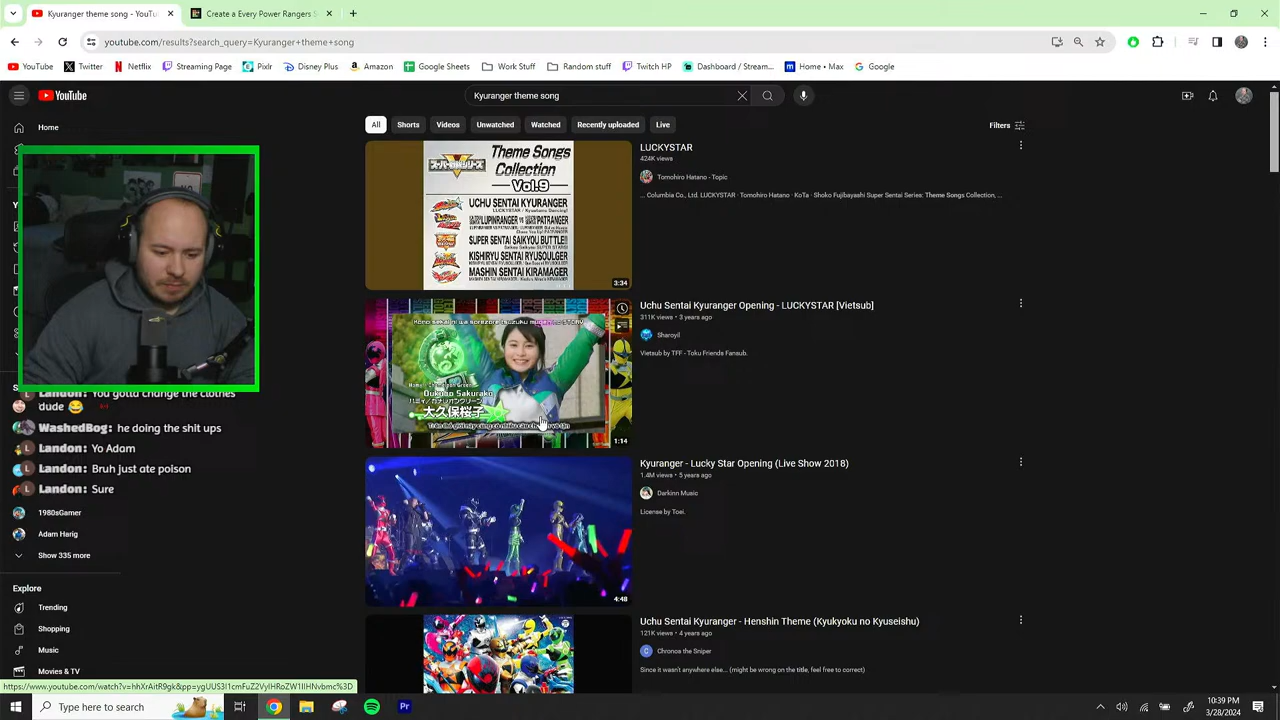 Kyuranger theme song - YouTu
Create a Every Power Rangers S
youtube.com/results?search_query=Kyuranger+theme+song
YouTube
Twitter
Netflix
Streaming Page
Pixlr
Disney Plus
Amazon
Google Sheets
Work Stuff
Random stuff
Twitch HP
Dashboard / Stream...
Home • Max
Google
YouTube
Kyuranger theme song
Home
All
Shorts
Videos
Unwatched
Watched
Recently uploaded
Live
Filters
Theme Songs
Collection
Vol.9
UCHU SENTAI KYURANGER
LUPINRANGER
PATRANGER
SUPER SENTAI SAIKYOU BUTTLE!!
KISHIRYU SENTAI RYUSOULGER
MASHIN SENTAI KIRAMAGER
3:34
LUCKYSTAR
424K views
Tomohiro Hatano - Topic
... Columbia Co., Ltd. LUCKYSTAR · Tomohiro Hatano · KoTa · Shoko Fujibayashi Super Sentai Series: Theme Songs Collection, ...
Okubo Sakurako
大久保桜子
1:14
Uchu Sentai Kyuranger Opening - LUCKYSTAR [Vietsub]
311K views • 3 years ago
Sharoyil
Vietsub by TFF - Toku Friends Fansub.
4:48
Kyuranger - Lucky Star Opening (Live Show 2018)
1.4M views • 5 years ago
Darkinn Music
License by Toei.
Uchu Sentai Kyuranger - Henshin Theme (Kyukyoku no Kyuseishu)
121K views • 4 years ago
Chronoa the Sniper
Since it wasn't anywhere else... (might be wrong on the title, feel free to correct)
Landon: You gotta change the clothes
dude 😂
WashedBog: he doing the shit ups
Landon: Yo Adam
Landon: Bruh just ate poison
Landon: Sure
1980sGamer
Adam Harig
Show 335 more
Explore
Trending
Shopping
Music
Movies & TV
Type here to search
Pr
10:39 PM
3/28/2024